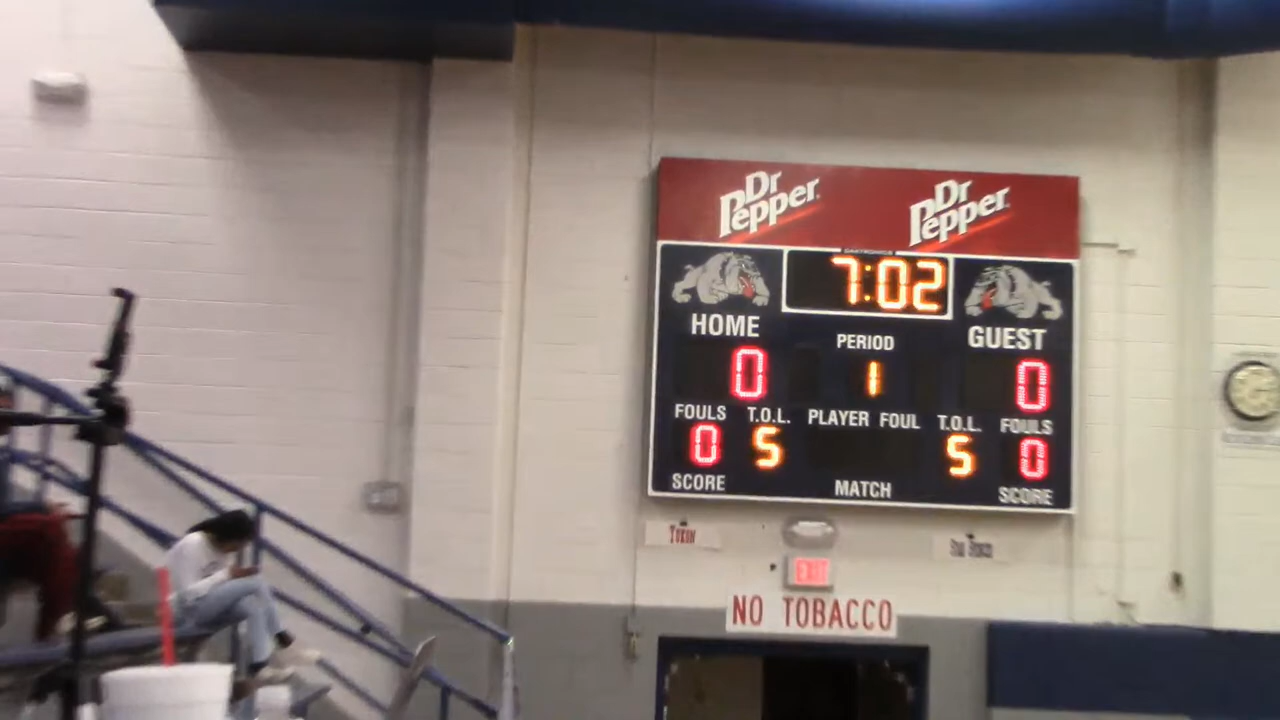 Dr Pepper Dr Pepper
DAKTRONICS
7:02
HOME GUEST
PERIOD
0 1 0
FOULS T.O.L. PLAYER FOUL T.O.L. FOULS
0 5 5 0
SCORE MATCH SCORE
EXIT
NO TOBACCO